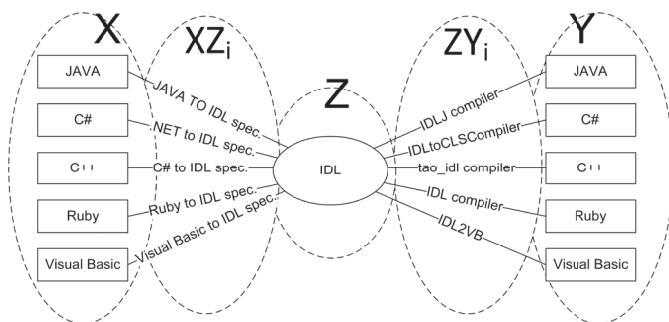 X
XZi
Z
ZYi
Y
JAVA
C#
C++
Ruby
Visual Basic
JAVA TO IDL spec.
.NET to IDL spec.
C# to IDL spec.
Ruby to IDL spec.
Visual Basic to IDL spec.
IDL
IDLJ compiler
IDLtoCLSCompiler
tao_idl compiler
IDL compiler
IDL2VB
JAVA
C#
C++
Ruby
Visual Basic